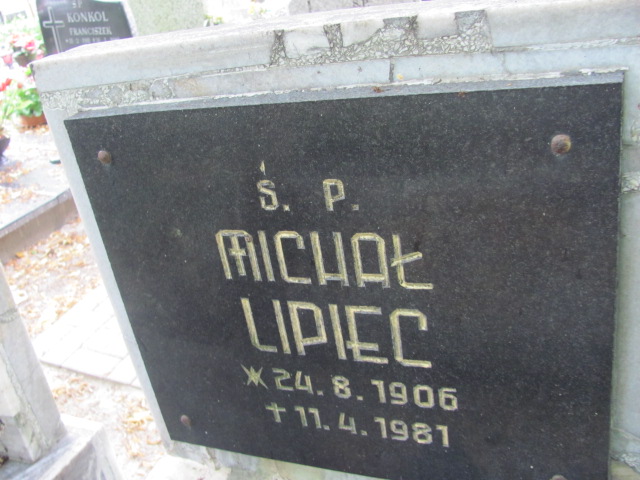 Ś.P.
KONKOL
FRANCISZEK
Ś. P.
MICHAŁ
LIPIEC
* 24.8.1906
✝ 11.4.1981